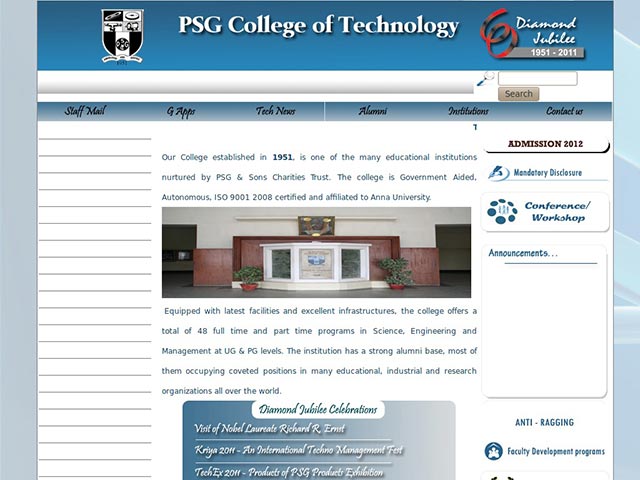 PSG College of Technology
Diamond
Jubilee
1951 - 2011
1951
Search
Staff Mail
G Apps
Tech News
Alumni
Institutions
Contact us
T
ADMISSION 2012
Mandatory Disclosure
Conference/
Workshop
Announcements...
ANTI - RAGGING
Faculty Development programs
Our College established in 1951, is one of the many educational institutions
nurtured by PSG & Sons Charities Trust. The college is Government Aided,
Autonomous, ISO 9001 2008 certified and affiliated to Anna University.
Equipped with latest facilities and excellent infrastructures, the college offers a
total of 48 full time and part time programs in Science, Engineering and
Management at UG & PG levels. The institution has a strong alumni base, most of
them occupying coveted positions in many educational, industrial and research
organizations all over the world.
Diamond Jubilee Celebrations
Visit of Nobel Laureate Richard R. Ernst
Kriya 2011 - An International Techno Management Fest
TechEx 2011 - Products of PSG Products Exhibition